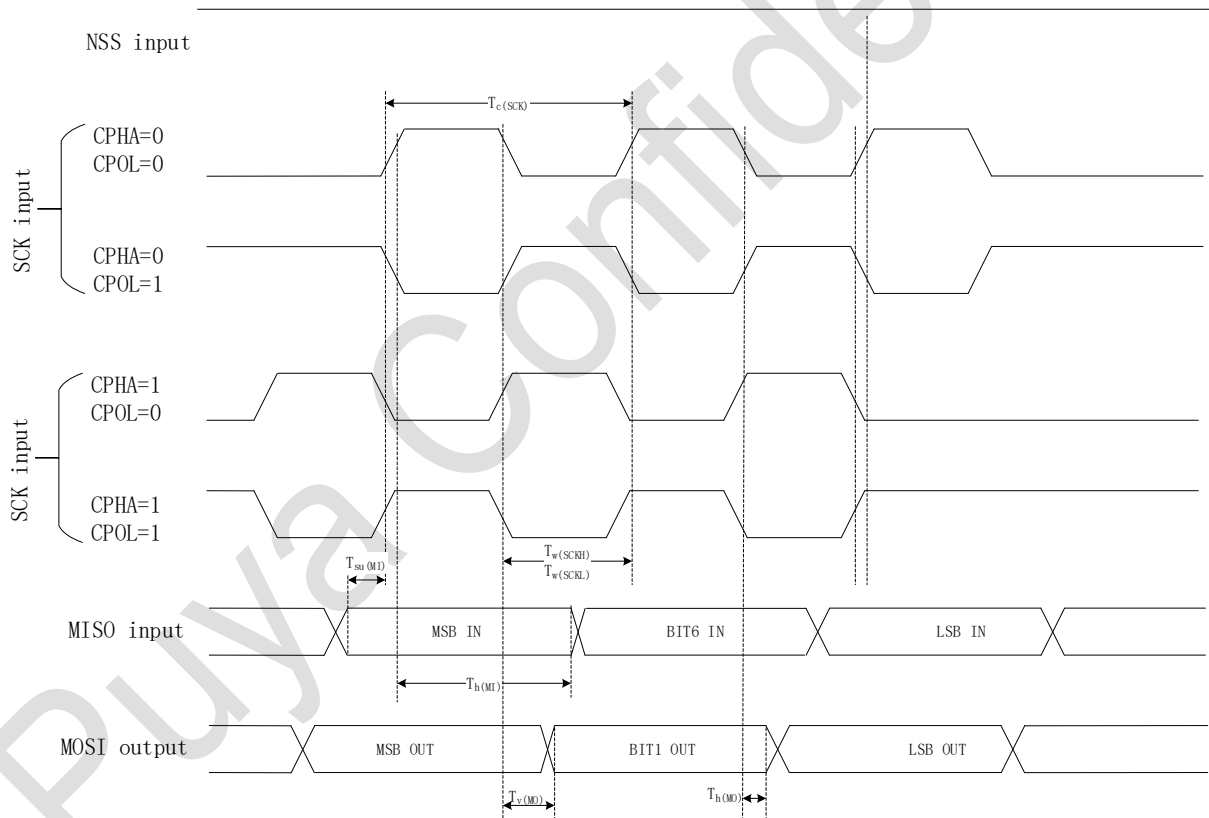 NSS input
Tc(SCK)
CPHA=0
CPOL=0
SCK input
CPHA=0
CPOL=1
CPHA=1
CPOL=0
SCK input
CPHA=1
CPOL=1
Tw(SCKH)
Tw(SCKL)
Tsu(MI)
MISO input
MSB IN
BIT6 IN
LSB IN
Th(MI)
MOSI output
MSB OUT
BIT1 OUT
LSB OUT
Tv(MO)
Th(MO)
Puya Confide